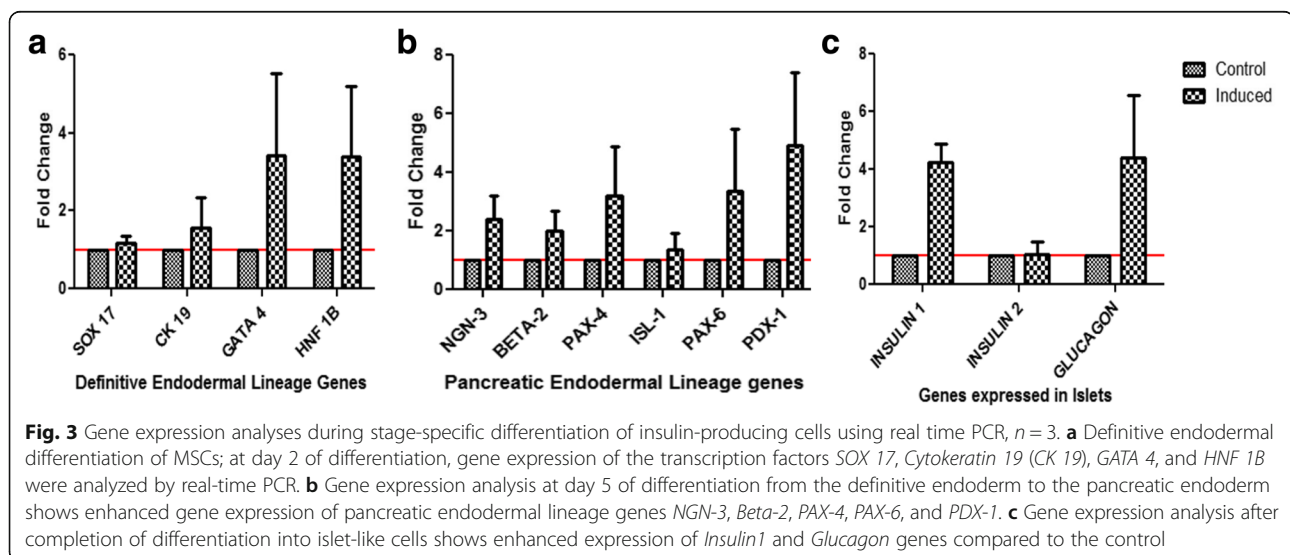 a
6
4
2
0
Fold Change
SOX 17
CK 19
GATA 4
HNF 1B
Definitive Endodermal Lineage Genes
b
8
6
4
2
0
Fold Change
NGN-3
BETA-2
PAX-4
ISL-1
PAX-6
PDX-1
Pancreatic Endodermal Lineage genes
c
8
6
4
2
0
Fold Change
INSULIN 1
INSULIN 2
GLUCAGON
Genes expressed in Islets
Control
Induced
Fig. 3 Gene expression analyses during stage-specific differentiation of insulin-producing cells using real time PCR, n = 3. a Definitive endodermal
differentiation of MSCs; at day 2 of differentiation, gene expression of the transcription factors SOX 17, Cytokeratin 19 (CK 19), GATA 4, and HNF 1B
were analyzed by real-time PCR. b Gene expression analysis at day 5 of differentiation from the definitive endoderm to the pancreatic endoderm
shows enhanced gene expression of pancreatic endodermal lineage genes NGN-3, Beta-2, PAX-4, PAX-6, and PDX-1. c Gene expression analysis after
completion of differentiation into islet-like cells shows enhanced expression of Insulin1 and Glucagon genes compared to the control